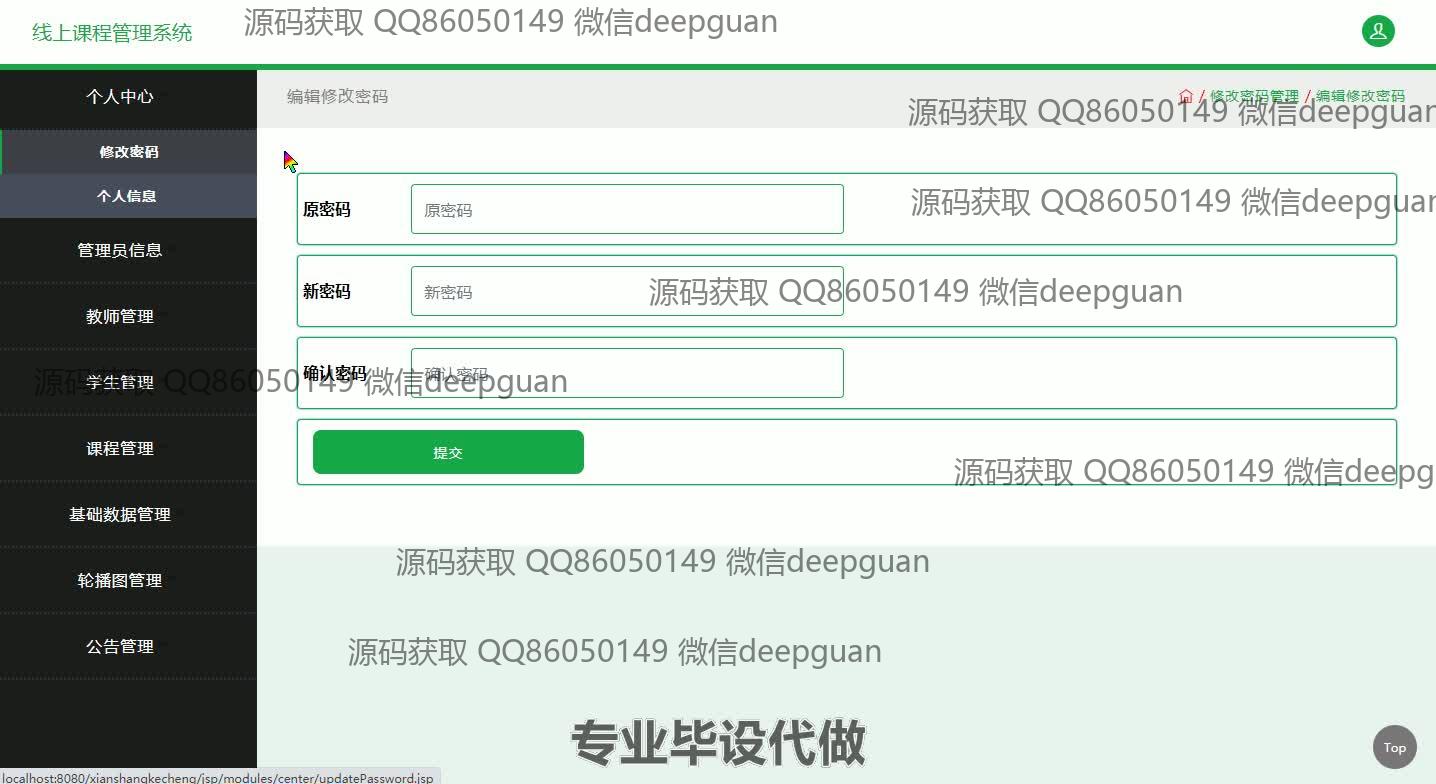 线上课程管理系统
源码获取 QQ86050149 微信deepguan
个人中心
编辑修改密码
/ 修改密码管理 / 编辑修改密码
源码获取 QQ86050149 微信deepguan
修改密码
个人信息
原密码
原密码
源码获取 QQ86050149 微信deepguan
管理员信息
新密码
新密码
源码获取 QQ86050149 微信deepguan
教师管理
确认密码
确认密码
源码获取 QQ86050149 微信deepguan
学生管理
课程管理
提交
源码获取 QQ86050149 微信deepg
基础数据管理
源码获取 QQ86050149 微信deepguan
轮播图管理
公告管理
源码获取 QQ86050149 微信deepguan
专业毕设代做
Top
localhost:8080/xianshangkecheng/jsp/modules/center/updatePassword.jsp